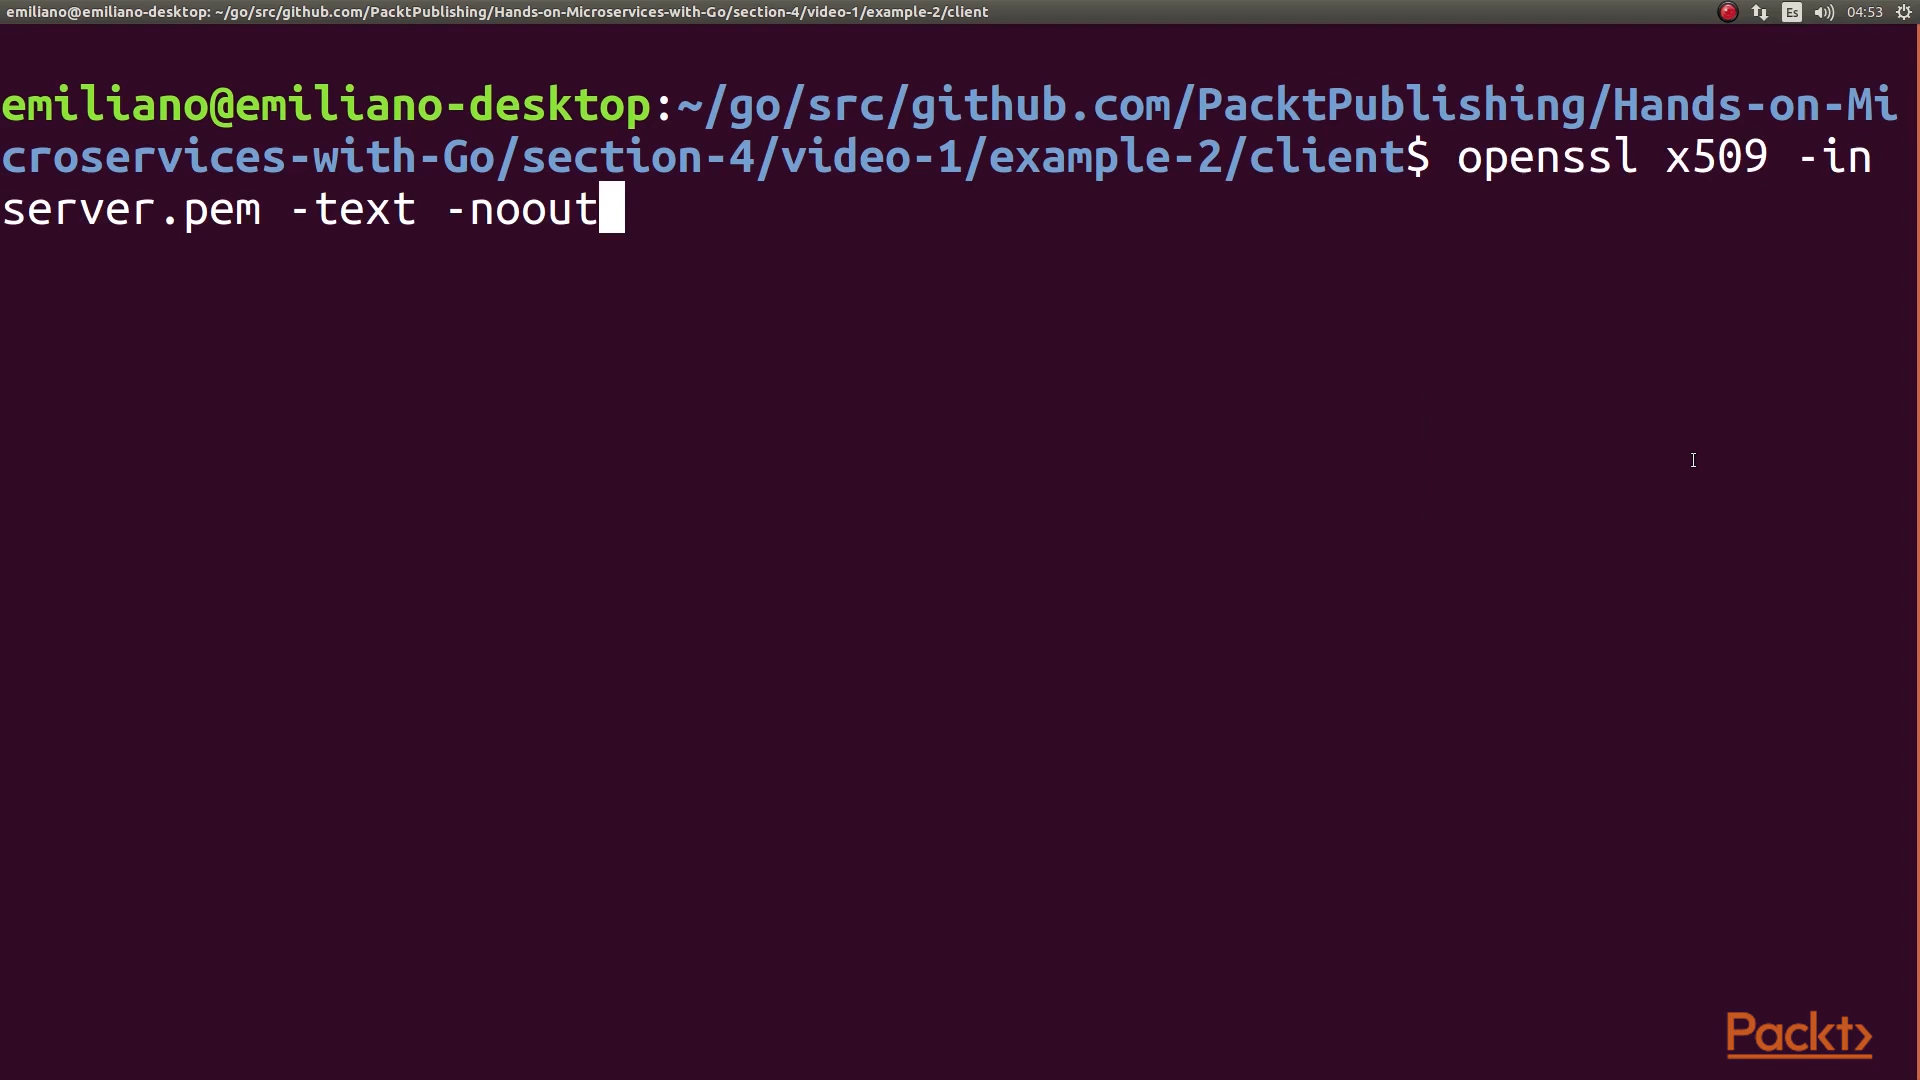 emiliano@emiliano-desktop: ~/go/src/github.com/PacktPublishing/Hands-on-Microservices-with-Go/section-4/video-1/example-2/client
Es
04:53
emiliano@emiliano-desktop:~/go/src/github.com/PacktPublishing/Hands-on-Mi
croservices-with-Go/section-4/video-1/example-2/client$ openssl x509 -in
server.pem -text -noout
Packt>